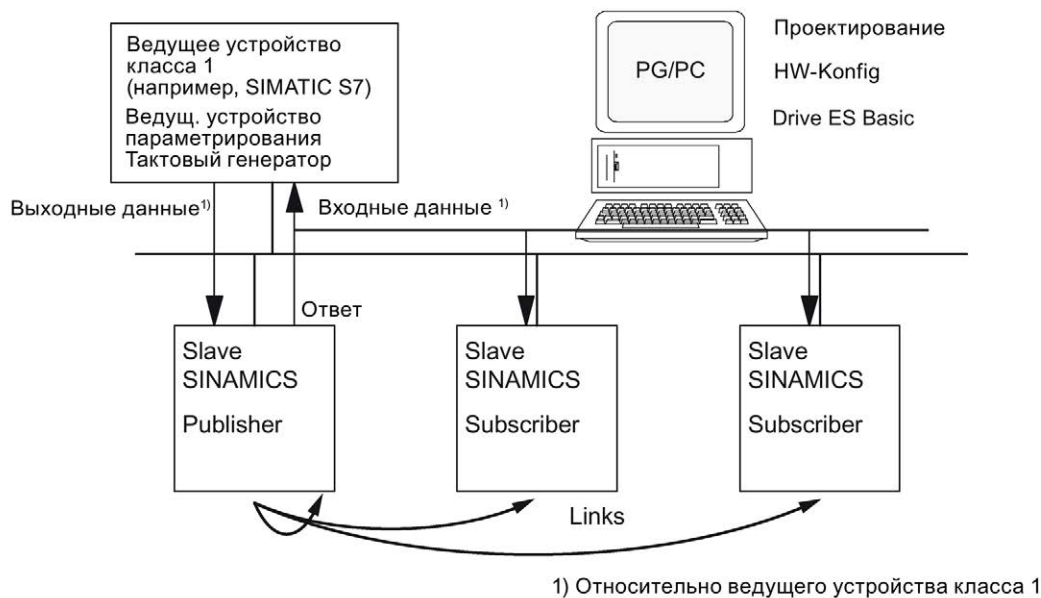 Ведущее устройство
класса 1
(например, SIMATIC S7)
Ведущ. устройство
параметрирования
Тактовый генератор
PG/PC
Проектирование
HW-Konfig
Drive ES Basic
Выходные данные1)
Входные данные 1)
Ответ
Slave
SINAMICS
Publisher
Slave
SINAMICS
Subscriber
Slave
SINAMICS
Subscriber
Links
1) Относительно ведущего устройства класса 1